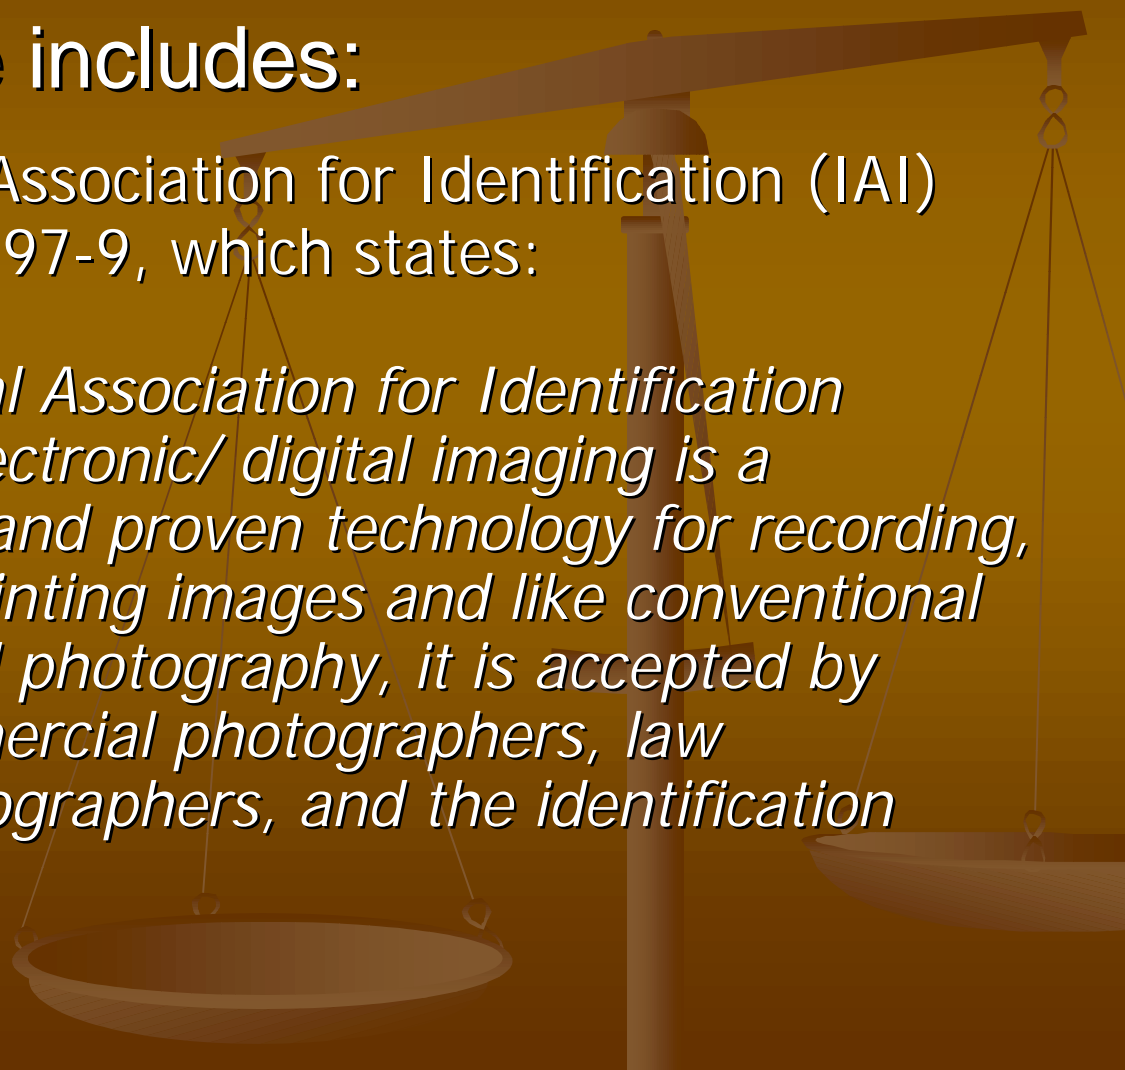 e includes:
Association for Identification (IAI)
97-9, which states:
al Association for Identification
ectronic/ digital imaging is a
and proven technology for recording,
inting images and like conventional
l photography, it is accepted by
mercial photographers, law
ographers, and the identification